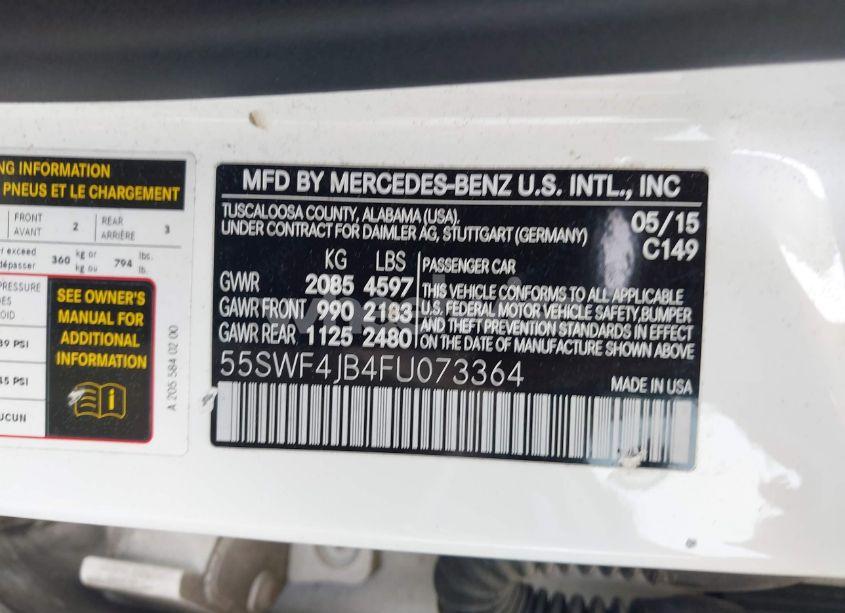 NG INFORMATION
PNEUS ET LE CHARGEMENT
FRONT
AVANT 2 REAR
ARRIÈRE 3
exceed
dépasser 360 kg or
kg ou 794 lbs.
lb.
PRESSURE
SEE OWNER'S
MANUAL FOR
ADDITIONAL
INFORMATION
39 PSI
PSI
UCUN
A 205 584 02 00
MFD BY MERCEDES-BENZ U.S. INTL., INC
TUSCALOOSA COUNTY, ALABAMA (USA).
UNDER CONTRACT FOR DAIMLER AG, STUTTGART (GERMANY)
05/15
C149
KG LBS
GVWR 2085 4597
GAWR FRONT 990 2183
GAWR REAR 1125 2480
PASSENGER CAR
THIS VEHICLE CONFORMS TO ALL APPLICABLE
U.S. FEDERAL MOTOR VEHICLE SAFETY, BUMPER
AND THEFT PREVENTION STANDARDS IN EFFECT
ON THE DATE OF MANUFACTURE SHOWN ABOVE
55SWF4JB4FU073364
MADE IN USA